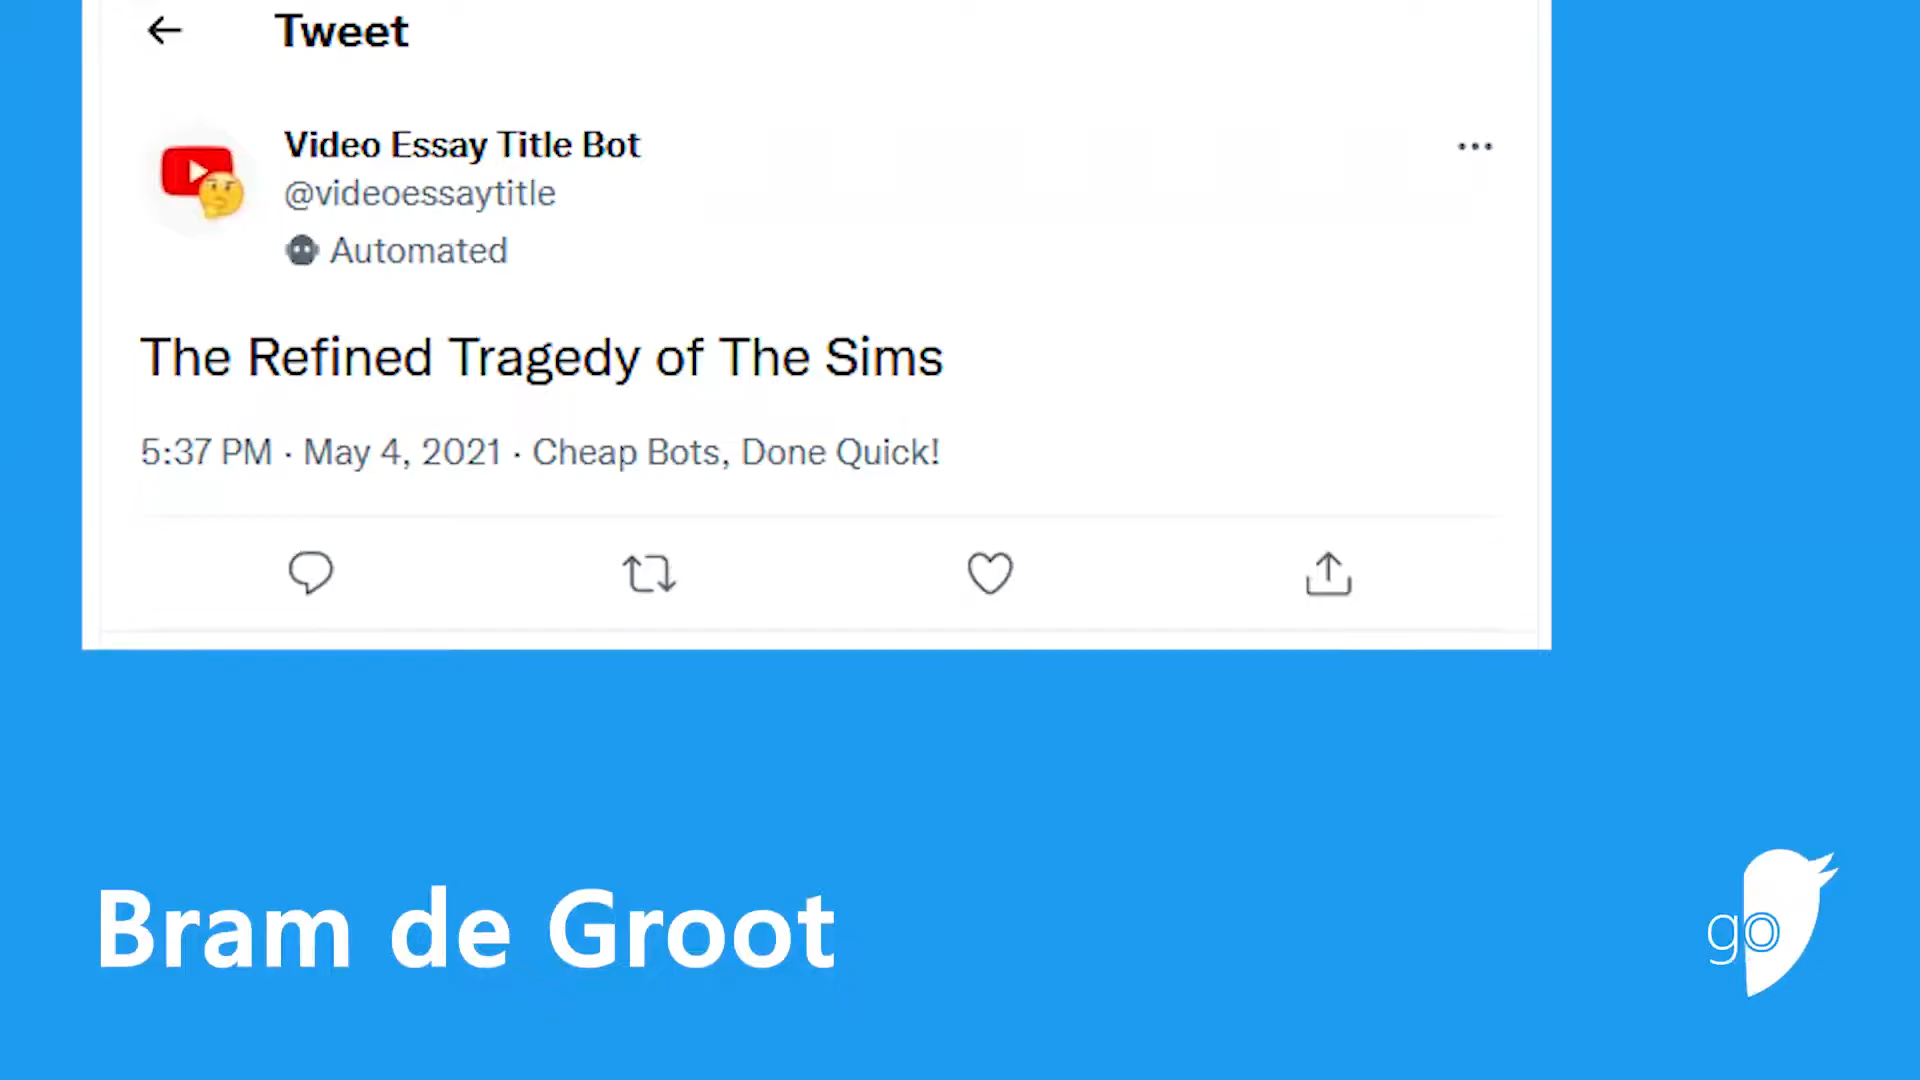 Tweet
Video Essay Title Bot
@videoessaytitle
Automated
The Refined Tragedy of The Sims
5:37 PM · May 4, 2021 · Cheap Bots, Done Quick!
Bram de Groot
go